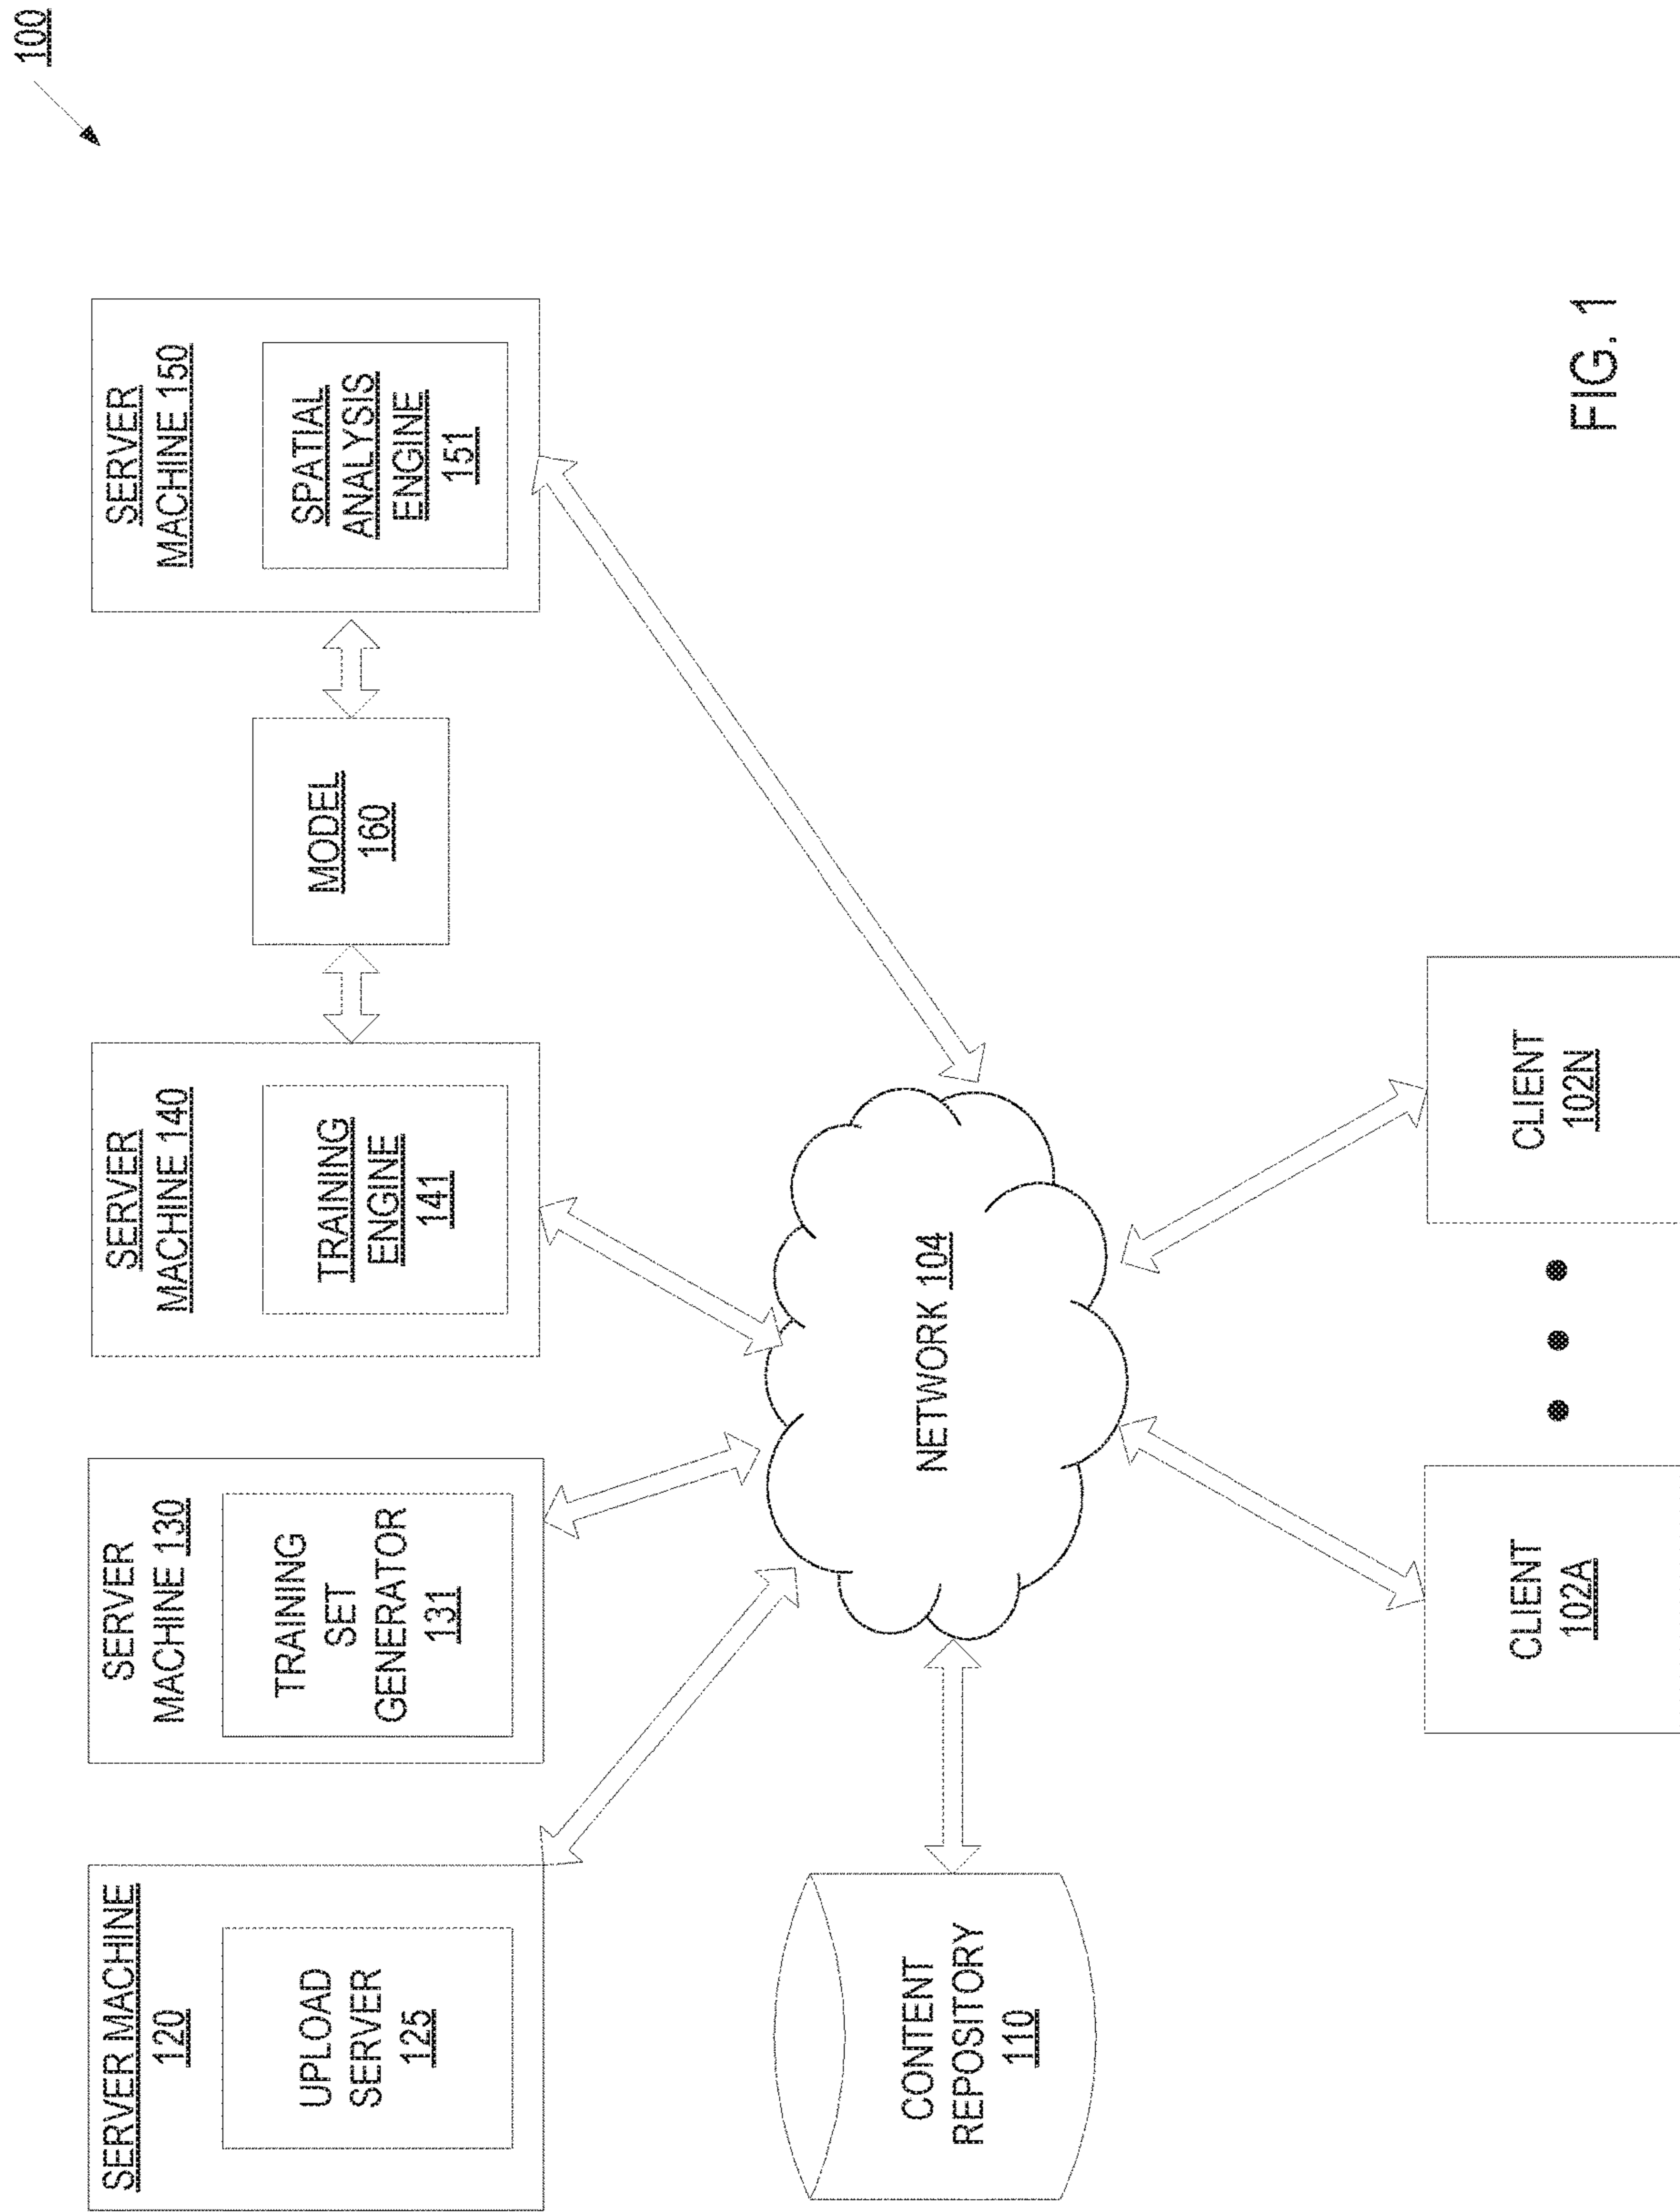 100
SERVER MACHINE
120
UPLOAD
SERVER
125
SERVER
MACHINE 130
TRAINING
SET
GENERATOR
131
SERVER
MACHINE 140
TRAINING
ENGINE
141
MODEL
160
SERVER
MACHINE 150
SPATIAL
ANALYSIS
ENGINE
151
CONTENT
REPOSITORY
110
NETWORK 104
CLIENT
102A
CLIENT
102N
FIG. 1